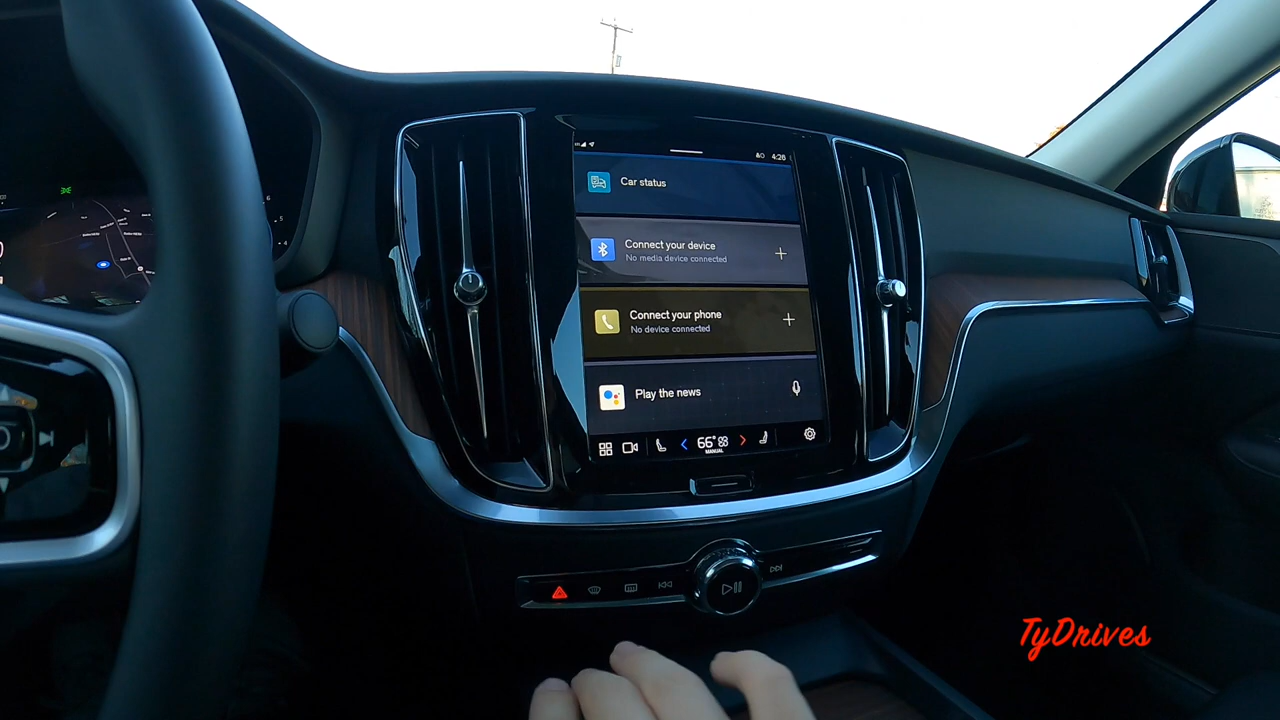 4:26
Car status
Connect your device
No media device connected
Connect your phone
No device connected
Play the news
66°
MANUAL
TyDrives